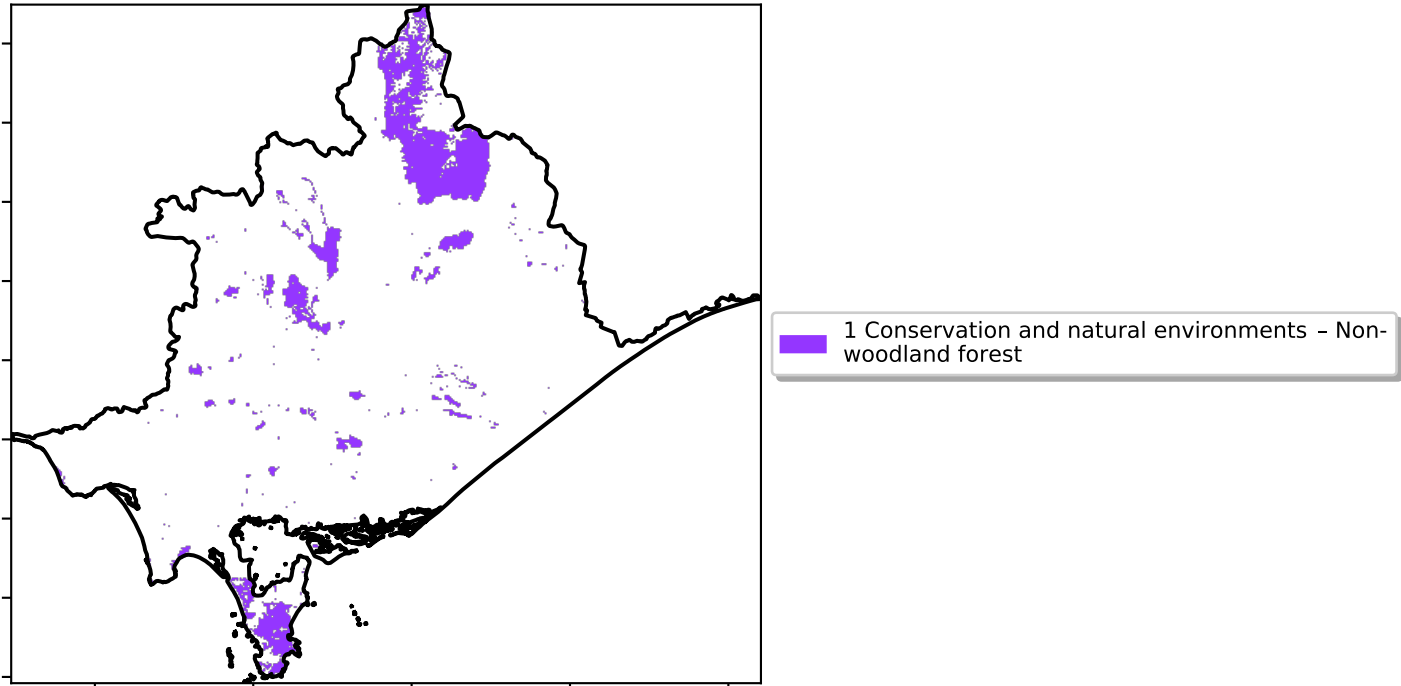 1 Conservation and natural environments – Non-
woodland forest